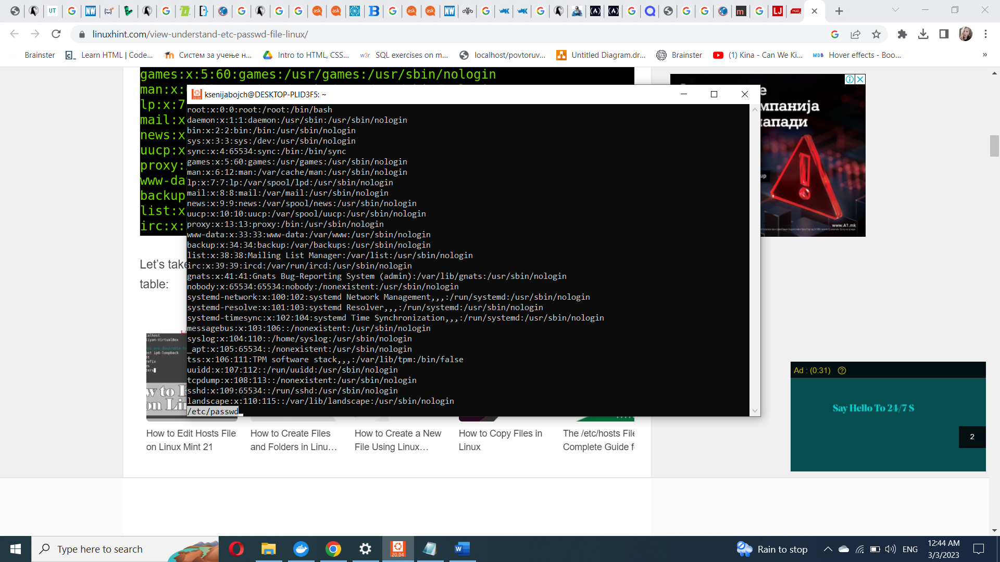 UT
NW
ask
ask
ask
ask
NW
m
LJ
linuxhint.com/view-understand-etc-passwd-file-linux/
Brainster
Learn HTML | Code...
Систем за учење н...
Intro to HTML, CSS...
w3r
SQL exercises on m...
localhost/povtoruv...
Untitled Diagram.dr...
Brainster
(1) Kina - Can We Ki...
MDB
Hover effects - Boo...
»
games:x:5:60:games:/usr/games:/usr/sbin/nologin
man:x:
lp:x:7
mail:x
news:x
uucp:x
proxy:
www-da
backup
list:x
irc:x:
Let’s take
table:
ksenijabojch@DESKTOP-PLID3F5: ~
root:x:0:0:root:/root:/bin/bash
daemon:x:1:1:daemon:/usr/sbin:/usr/sbin/nologin
bin:x:2:2:bin:/bin:/usr/sbin/nologin
sys:x:3:3:sys:/dev:/usr/sbin/nologin
sync:x:4:65534:sync:/bin:/bin/sync
games:x:5:60:games:/usr/games:/usr/sbin/nologin
man:x:6:12:man:/var/cache/man:/usr/sbin/nologin
lp:x:7:7:lp:/var/spool/lpd:/usr/sbin/nologin
mail:x:8:8:mail:/var/mail:/usr/sbin/nologin
news:x:9:9:news:/var/spool/news:/usr/sbin/nologin
uucp:x:10:10:uucp:/var/spool/uucp:/usr/sbin/nologin
proxy:x:13:13:proxy:/bin:/usr/sbin/nologin
www-data:x:33:33:www-data:/var/www:/usr/sbin/nologin
backup:x:34:34:backup:/var/backups:/usr/sbin/nologin
list:x:38:38:Mailing List Manager:/var/list:/usr/sbin/nologin
irc:x:39:39:ircd:/var/run/ircd:/usr/sbin/nologin
gnats:x:41:41:Gnats Bug-Reporting System (admin):/var/lib/gnats:/usr/sbin/nologin
nobody:x:65534:65534:nobody:/nonexistent:/usr/sbin/nologin
systemd-network:x:100:102:systemd Network Management,,,:/run/systemd:/usr/sbin/nologin
systemd-resolve:x:101:103:systemd Resolver,,,:/run/systemd:/usr/sbin/nologin
systemd-timesync:x:102:104:systemd Time Synchronization,,,:/run/systemd:/usr/sbin/nologin
messagebus:x:103:106::/nonexistent:/usr/sbin/nologin
syslog:x:104:110::/home/syslog:/usr/sbin/nologin
_apt:x:105:65534::/nonexistent:/usr/sbin/nologin
tss:x:106:111:TPM software stack,,,:/var/lib/tpm:/bin/false
uuidd:x:107:112::/run/uuidd:/usr/sbin/nologin
tcpdump:x:108:113::/nonexistent:/usr/sbin/nologin
sshd:x:109:65534::/run/sshd:/usr/sbin/nologin
landscape:x:110:115::/var/lib/landscape:/usr/sbin/nologin
/etc/passwd
мпанија
апади
www.A1.mk
Ad : (0:31)
Say Hello To 24/7 S
2
How to Edit Hosts File
on Linux Mint 21
How to Create Files
and Folders in Linu...
How to Create a New
File Using Linux...
How to Copy Files in
Linux
The /etc/hosts File
Complete Guide f
Type here to search
20.04
Rain to stop
ENG
12:44 AM
3/3/2023